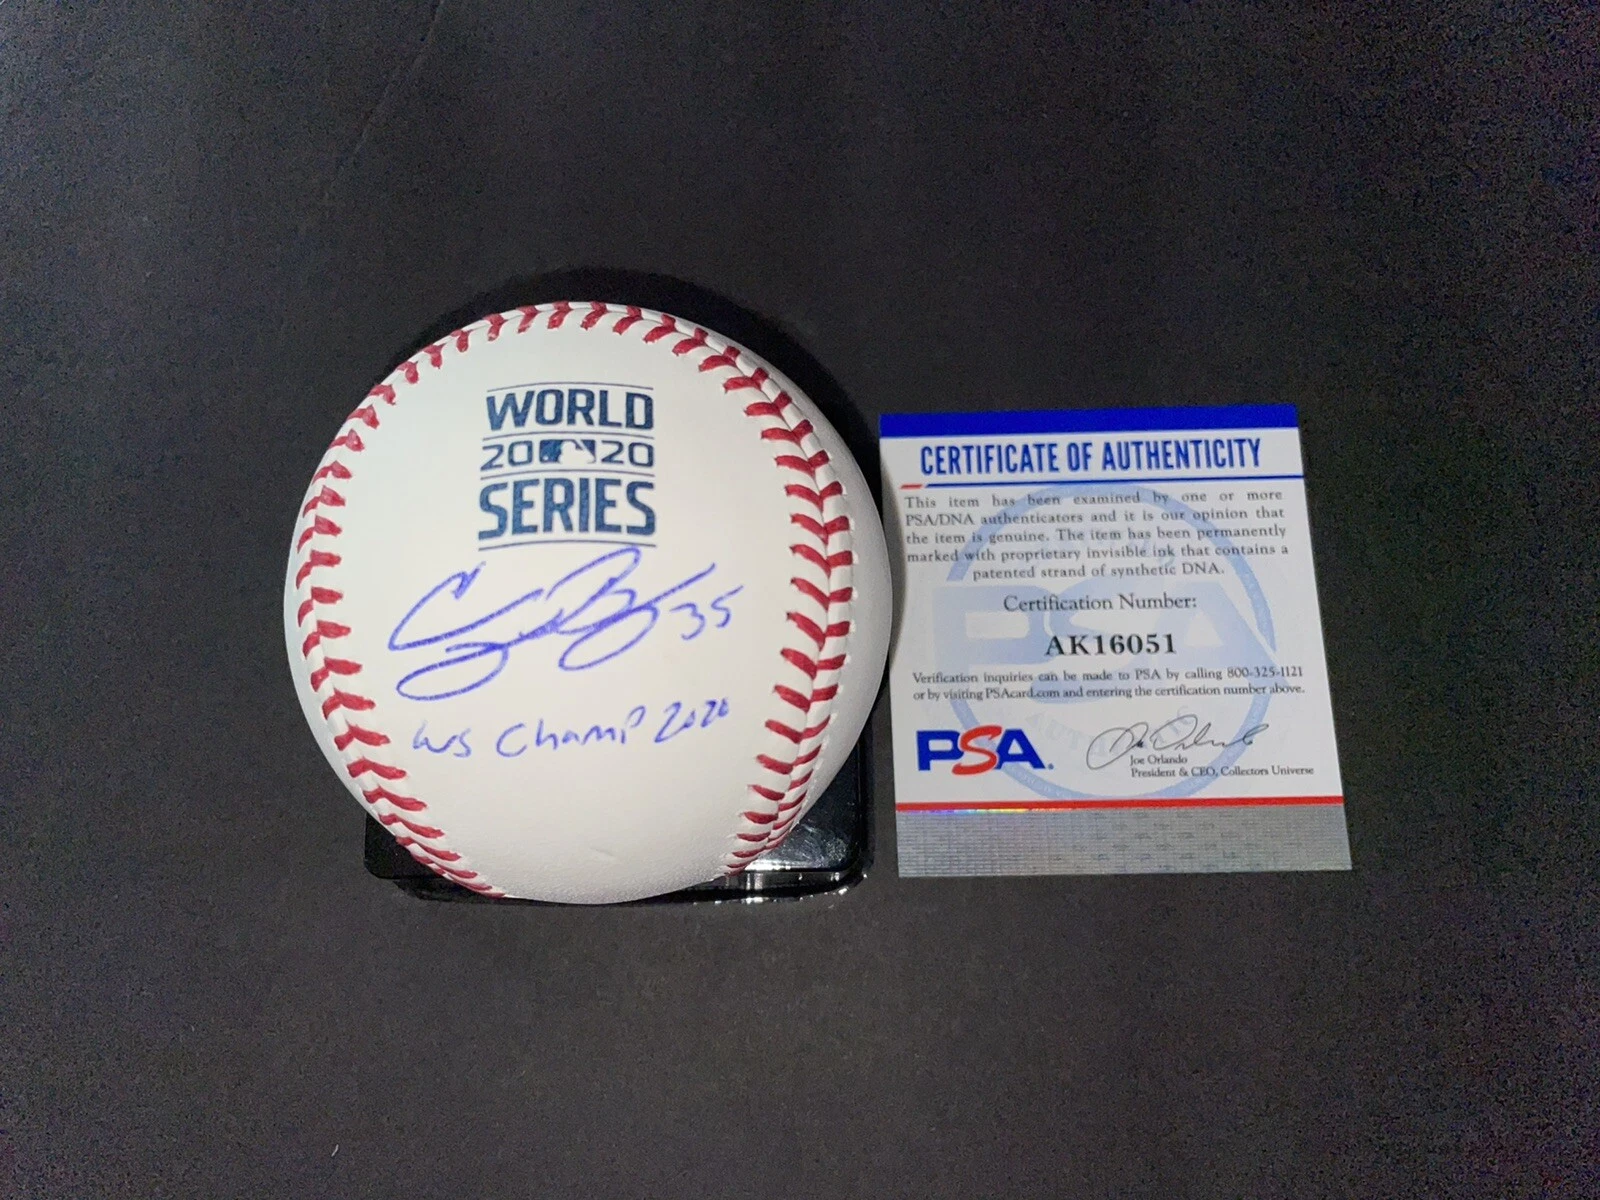 WORLD
2020
SERIES
35
WS Champ 2020
CERTIFICATE OF AUTHENTICITY
This item has been examined by one or more
PSA/DNA authenticators and it is our opinion that
the item is genuine. The item has been permanently
marked with proprietary invisible ink that contains a
patented strand of synthetic DNA.
Certification Number:
AK16051
Verification inquiries can be made to PSA by calling 800-325-1121
or by visiting PSAcard.com and entering the certification number above.
PSA.
Joe Orlando
President & CEO, Collectors Universe